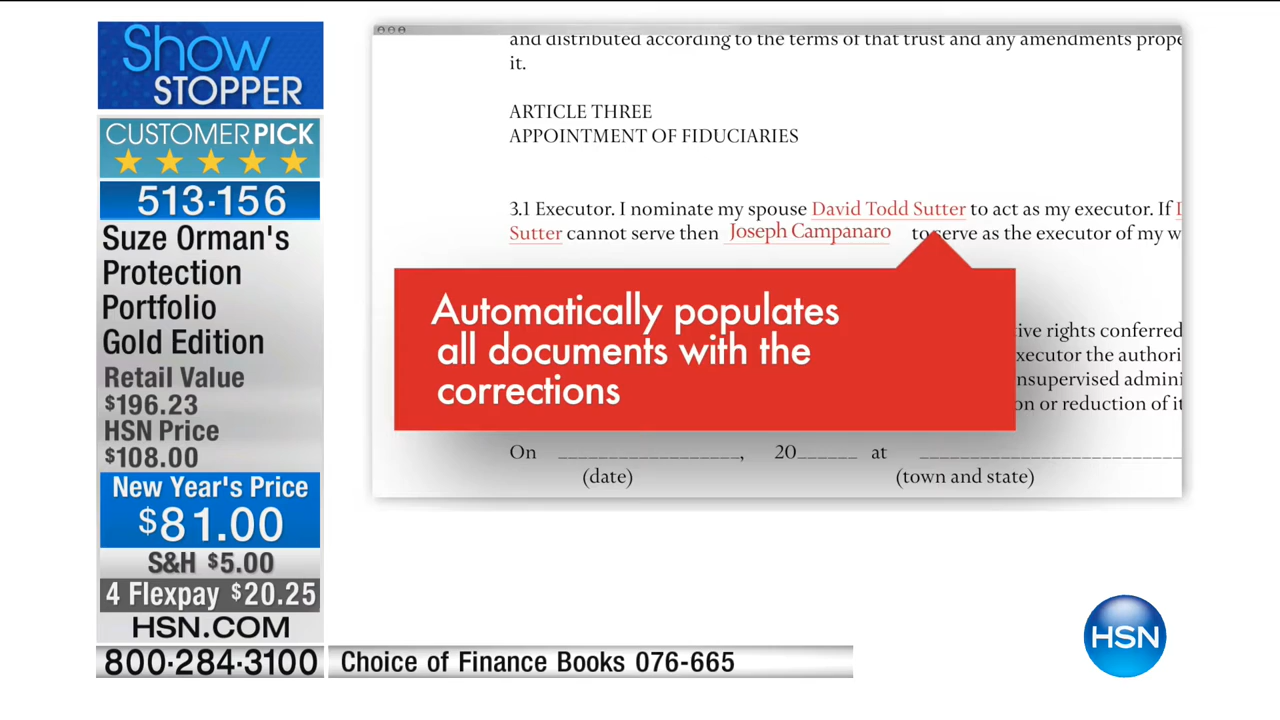 Show
STOPPER
CUSTOMER PICK
513-156
Suze Orman's
Protection
Portfolio
Gold Edition
Retail Value
$196.23
HSN Price
$108.00
New Year's Price
$81.00
S&H $5.00
4 Flexpay $20.25
HSN.COM
800-284-3100
and distributed according to the terms of that trust and any amendments prope
it.
ARTICLE THREE
APPOINTMENT OF FIDUCIARIES
3.1 Executor. I nominate my spouse David Todd Sutter to act as my executor. If
Sutter cannot serve then Joseph Campanaro to serve as the executor of my w
Automatically populates
all documents with the
corrections
tive rights conferred
xecutor the authori
nsupervised admini
on or reduction of it
On __________________, 20______ at __________________________
(date) (town and state)
HSN
Choice of Finance Books 076-665